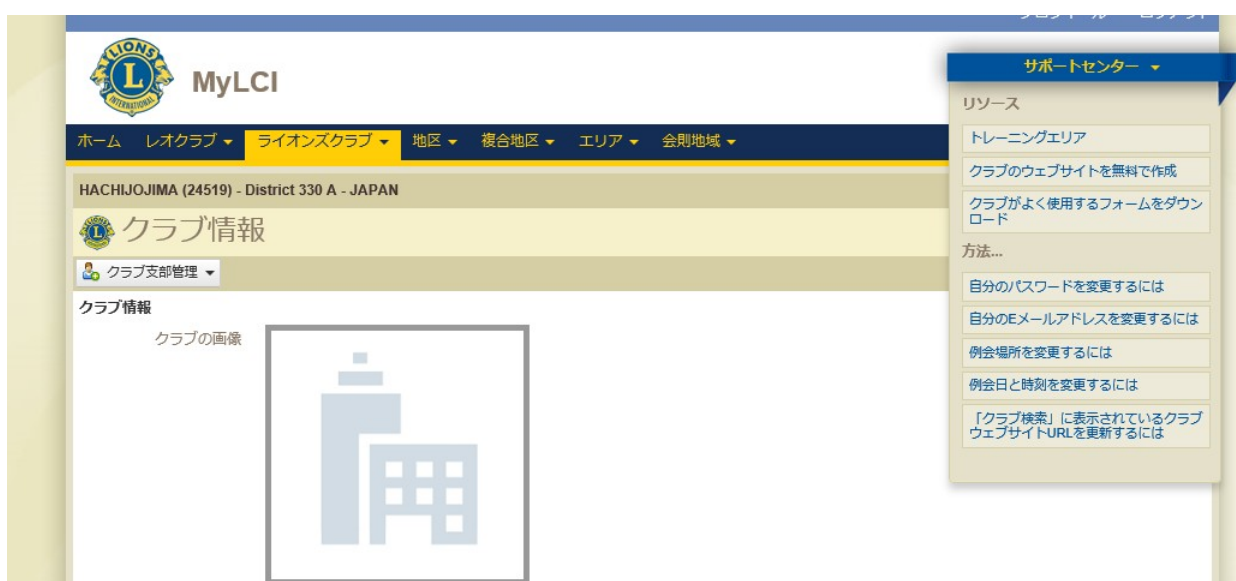 LIONS
L
INTERNATIONAL
MyLCI
サポートセンター
ホーム レオクラブ ライオンズクラブ 地区 複合地区 エリア 会則地域
HACHIJOJIMA (24519) - District 330 A - JAPAN
クラブ情報
クラブ支部管理
クラブ情報
クラブの画像
リソース
トレーニングエリア
クラブのウェブサイトを無料で作成
クラブがよく使用するフォームをダウン
ロード
方法...
自分のパスワードを変更するには
自分のEメールアドレスを変更するには
例会場所を変更するには
例会日と時刻を変更するには
「クラブ検索」に表示されているクラブ
ウェブサイトURLを更新するには